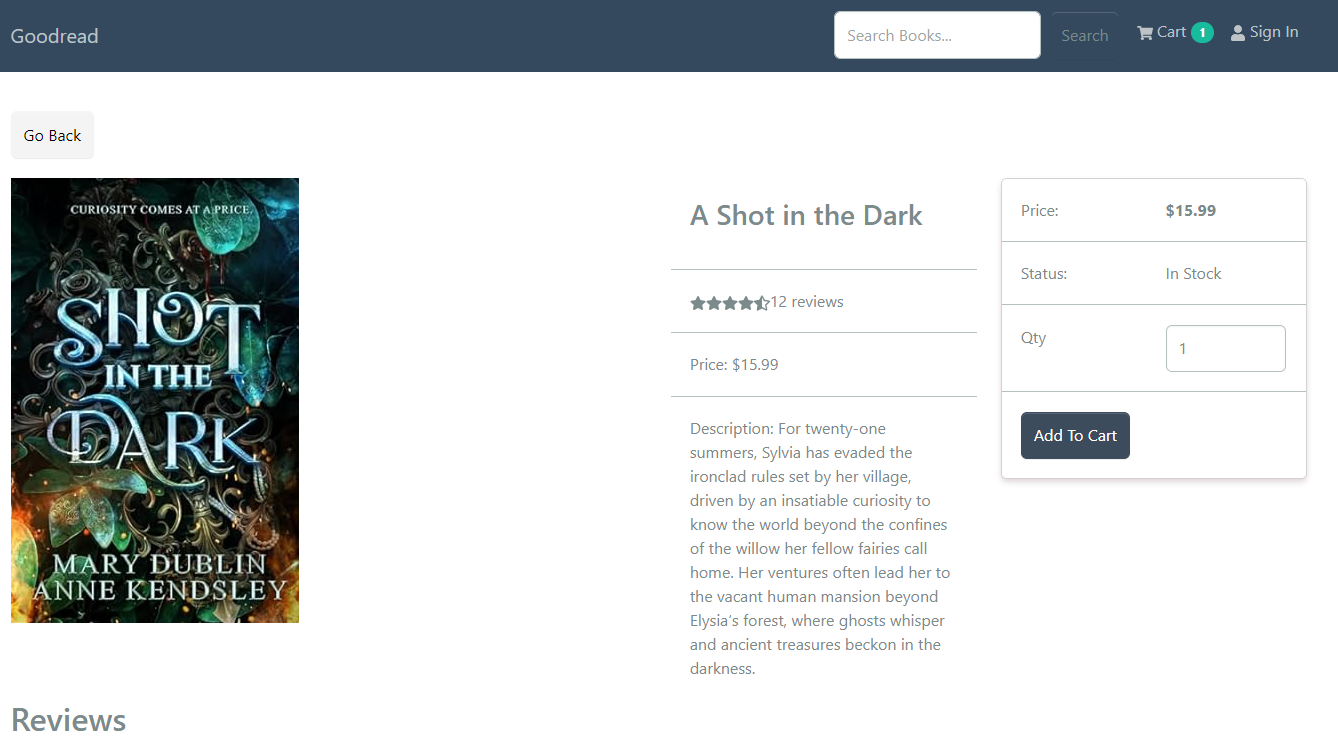 Goodread
Search Books...
Search
Cart 1
Sign In
Go Back
CURIOSITY COMES AT A PRICE.
SHOT
IN THE
DARK
MARY DUBLIN
ANNE KENDSLEY
A Shot in the Dark
12 reviews
Price: $15.99
Description: For twenty-one
summers, Sylvia has evaded the
ironclad rules set by her village,
driven by an insatiable curiosity to
know the world beyond the confines
of the willow her fellow fairies call
home. Her ventures often lead her to
the vacant human mansion beyond
Elysia's forest, where ghosts whisper
and ancient treasures beckon in the
darkness.
Price: $15.99
Status: In Stock
Qty 1
Add To Cart
Reviews